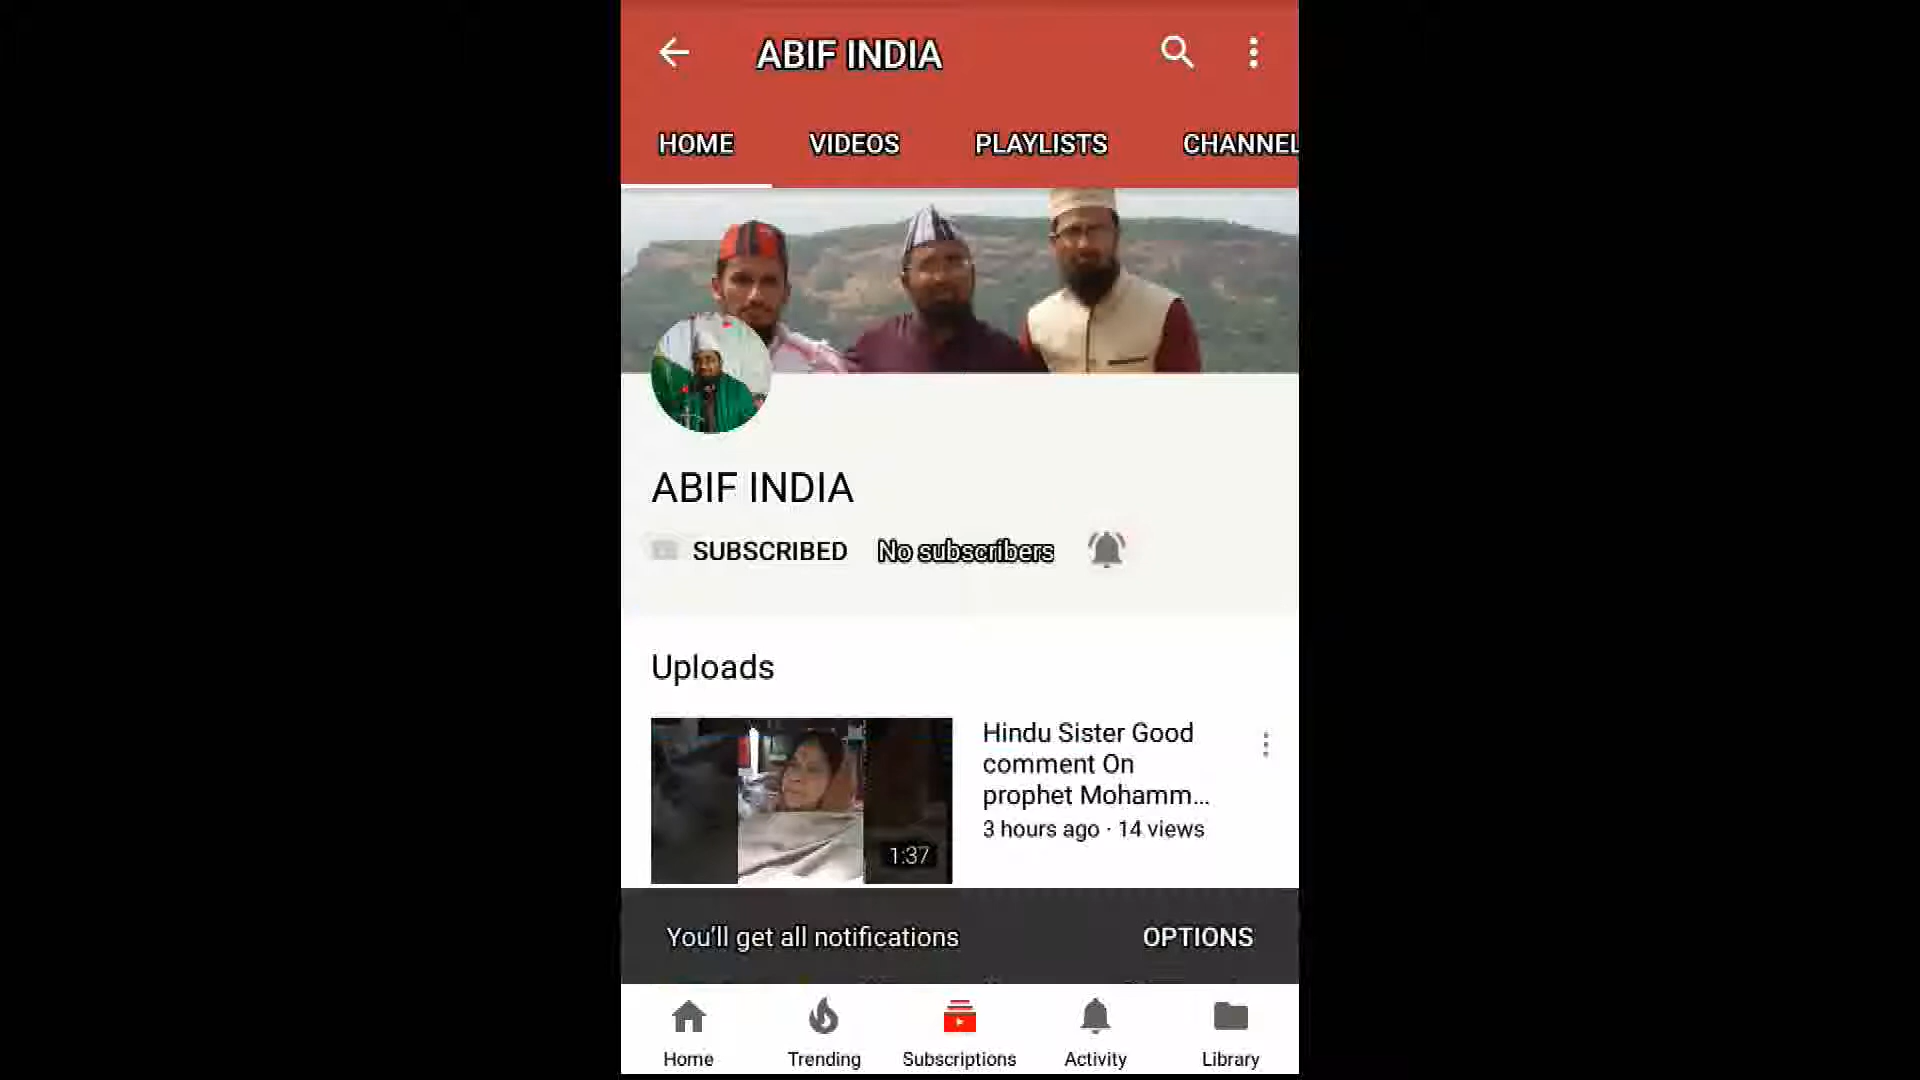 ABIF INDIA
HOME VIDEOS PLAYLISTS CHANNEL
ABIF INDIA
SUBSCRIBED No subscribers
Uploads
Hindu Sister Good
comment On
prophet Mohamm...
3 hours ago · 14 views
1:37
You'll get all notifications OPTIONS
Home Trending Subscriptions Activity Library